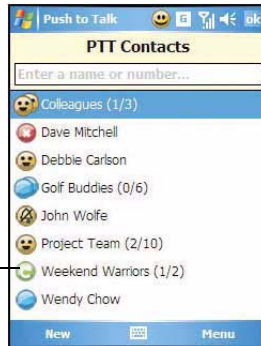 Push to Talk
G
ok
PTT Contacts
Enter a name or number...
Colleagues (1/3)
Dave Mitchell
Debbie Carlson
Golf Buddies (0/6)
John Wolfe
Project Team (2/10)
Weekend Warriors (1/2)
Wendy Chow
New
Menu